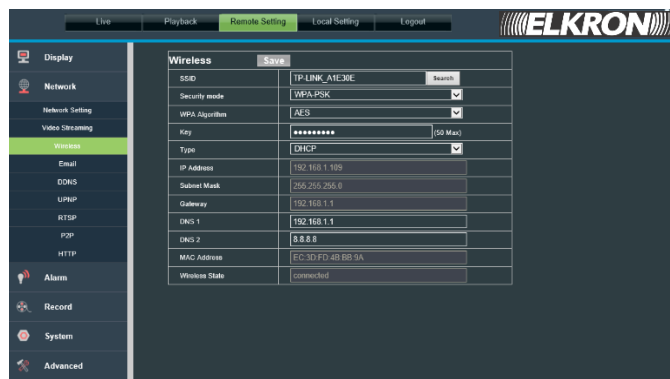 Live Playback Remote Setting Local Setting Logout ELKRON
Display
Network
Network Setting
Video Streaming
Wireless
Email
DDNS
UPNP
RTSP
P2P
HTTP
Alarm
Record
System
Advanced
Wireless Save
SSID TP-LINK_A1E30E Search
Security mode WPA-PSK
WPA Algorithm AES
Key ●●●●●●●●● (50 Max)
Type DHCP
IP Address 192.168.1.109
Subnet Mask 255.255.255.0
Gateway 192.168.1.1
DNS 1 192.168.1.1
DNS 2 8.8.8.8
MAC Address EC:3D:FD:4B:BB:9A
Wireless State connected